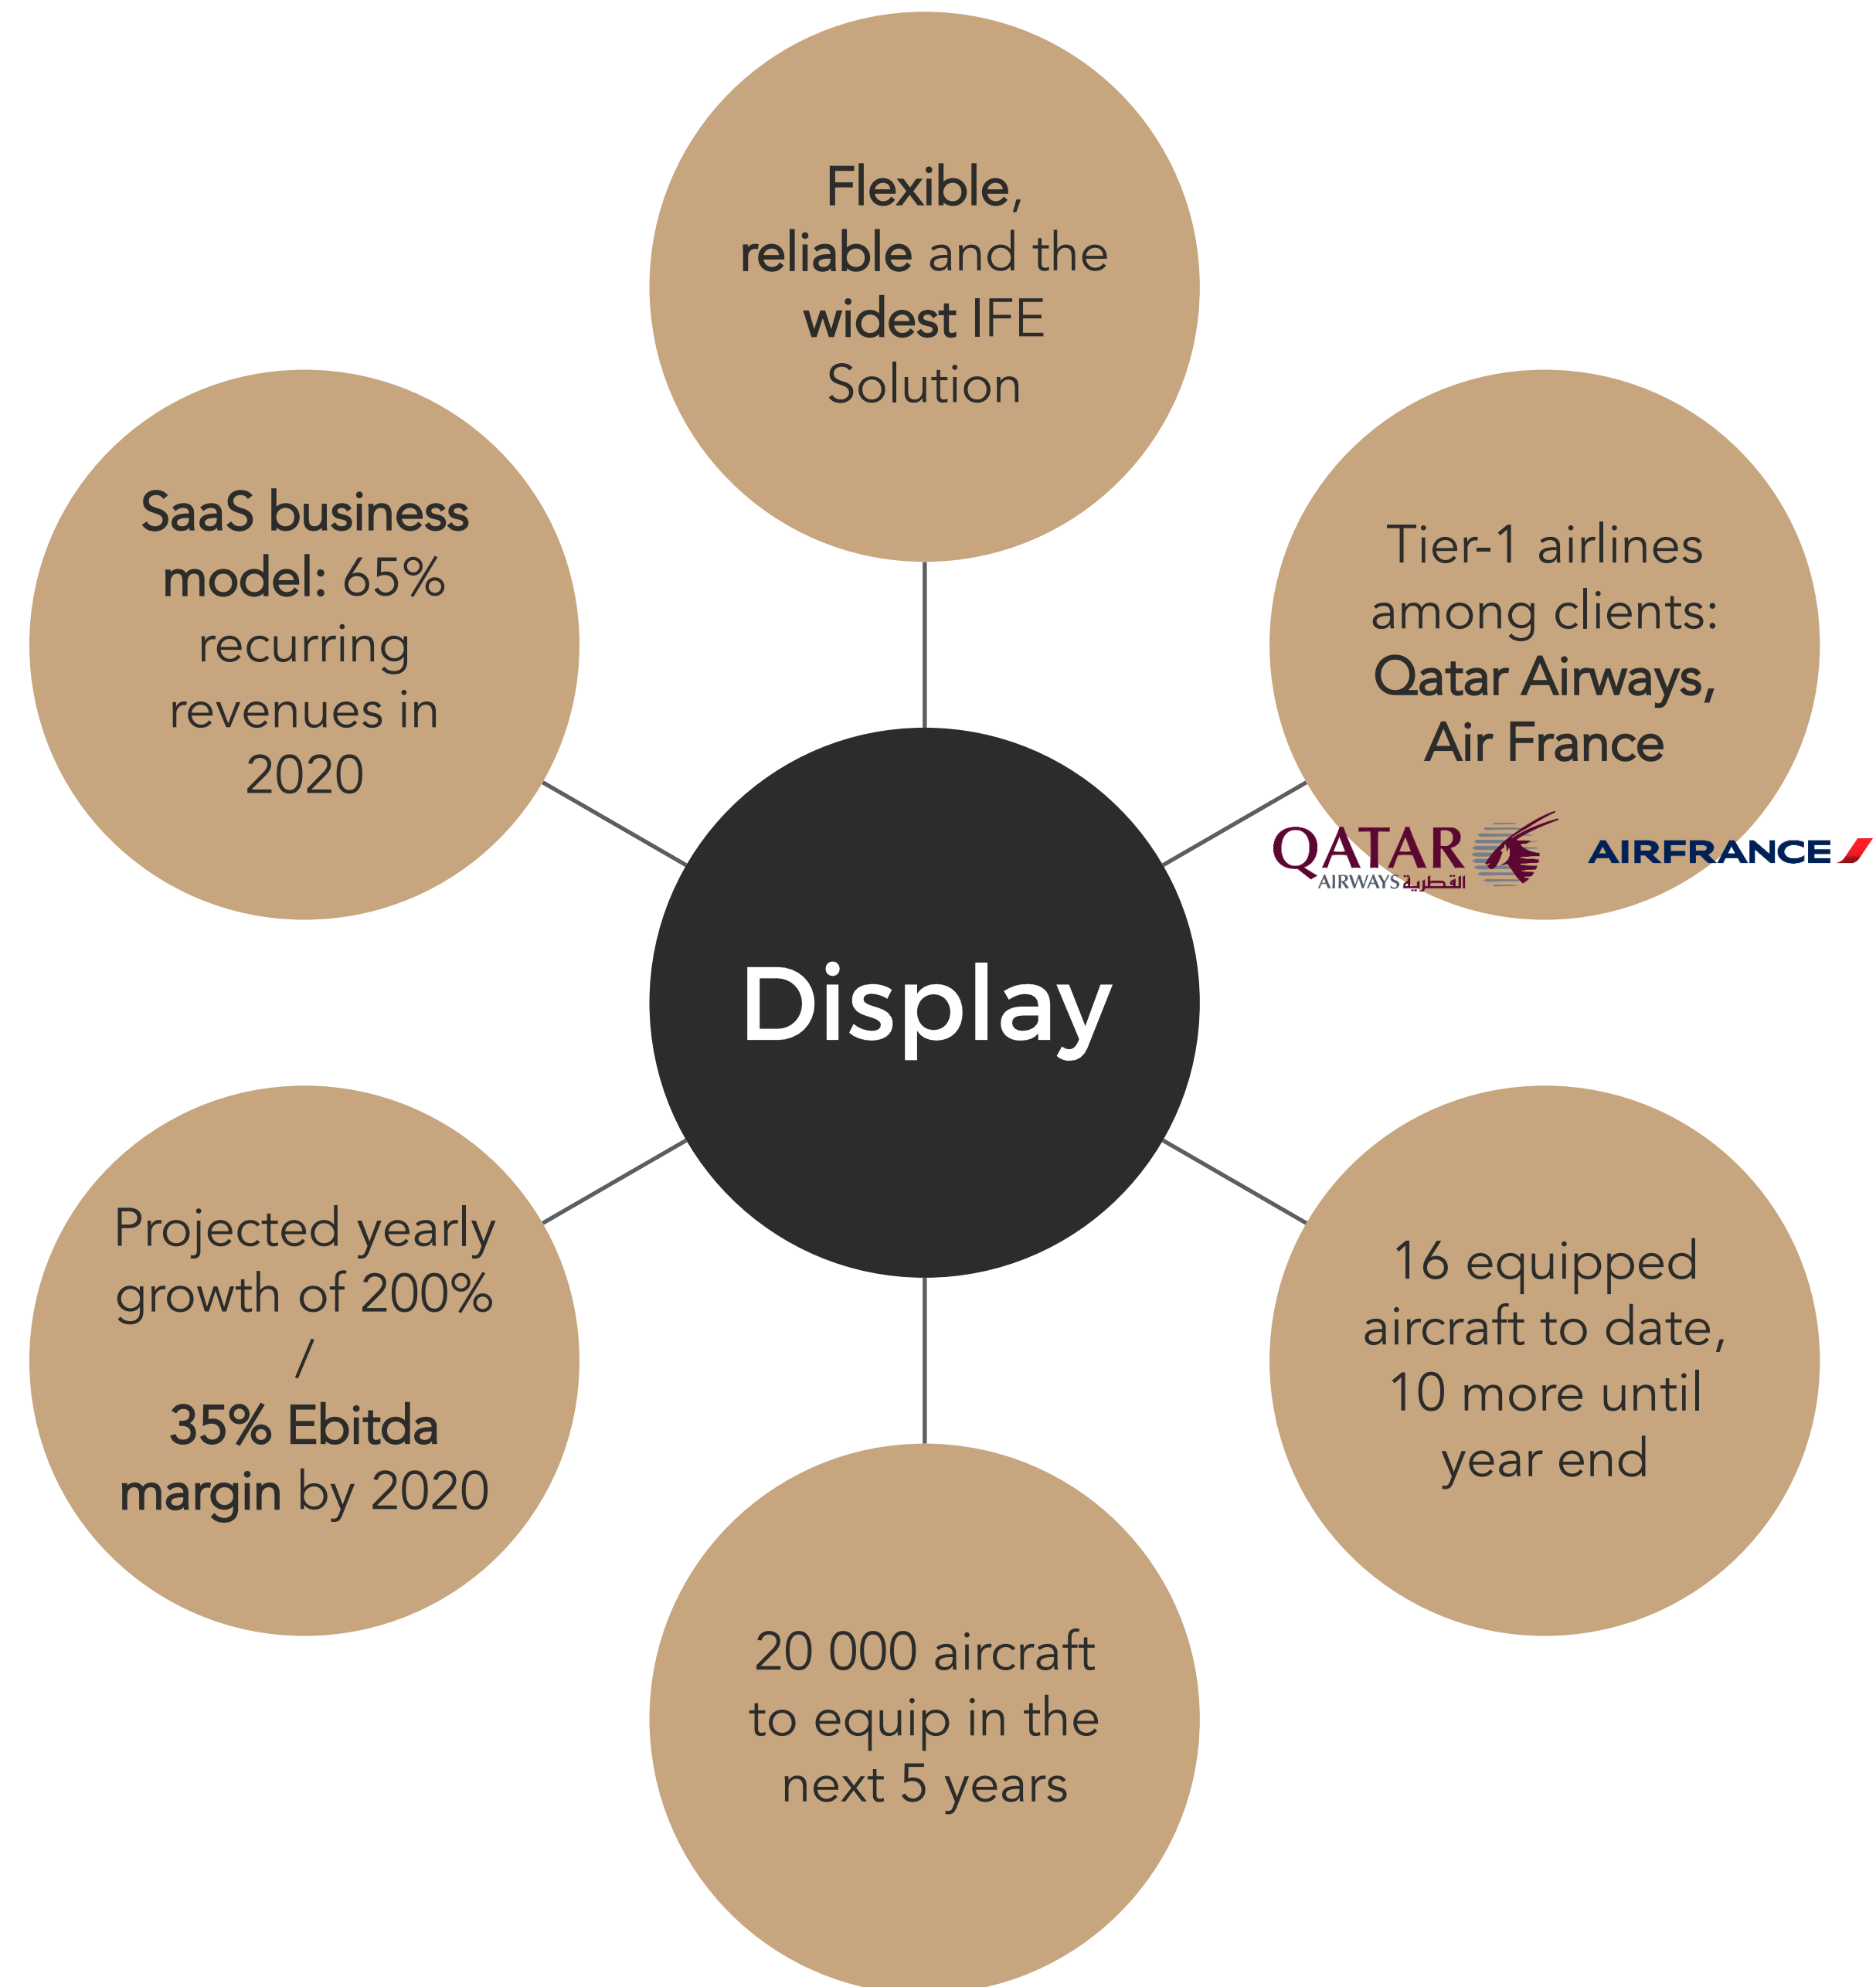 Flexible,
reliable and the
widest IFE
Solution
SaaS business
model: 65%
recurring
revenues in
2020
Tier-1 airlines
among clients:
Qatar Airways,
Air France
QATAR
AIRWAYS القطرية
AIRFRANCE
Display
Projected yearly
growth of 200%
/
35% Ebitda
margin by 2020
16 equipped
aircraft to date,
10 more until
year end
20 000 aircraft
to equip in the
next 5 years